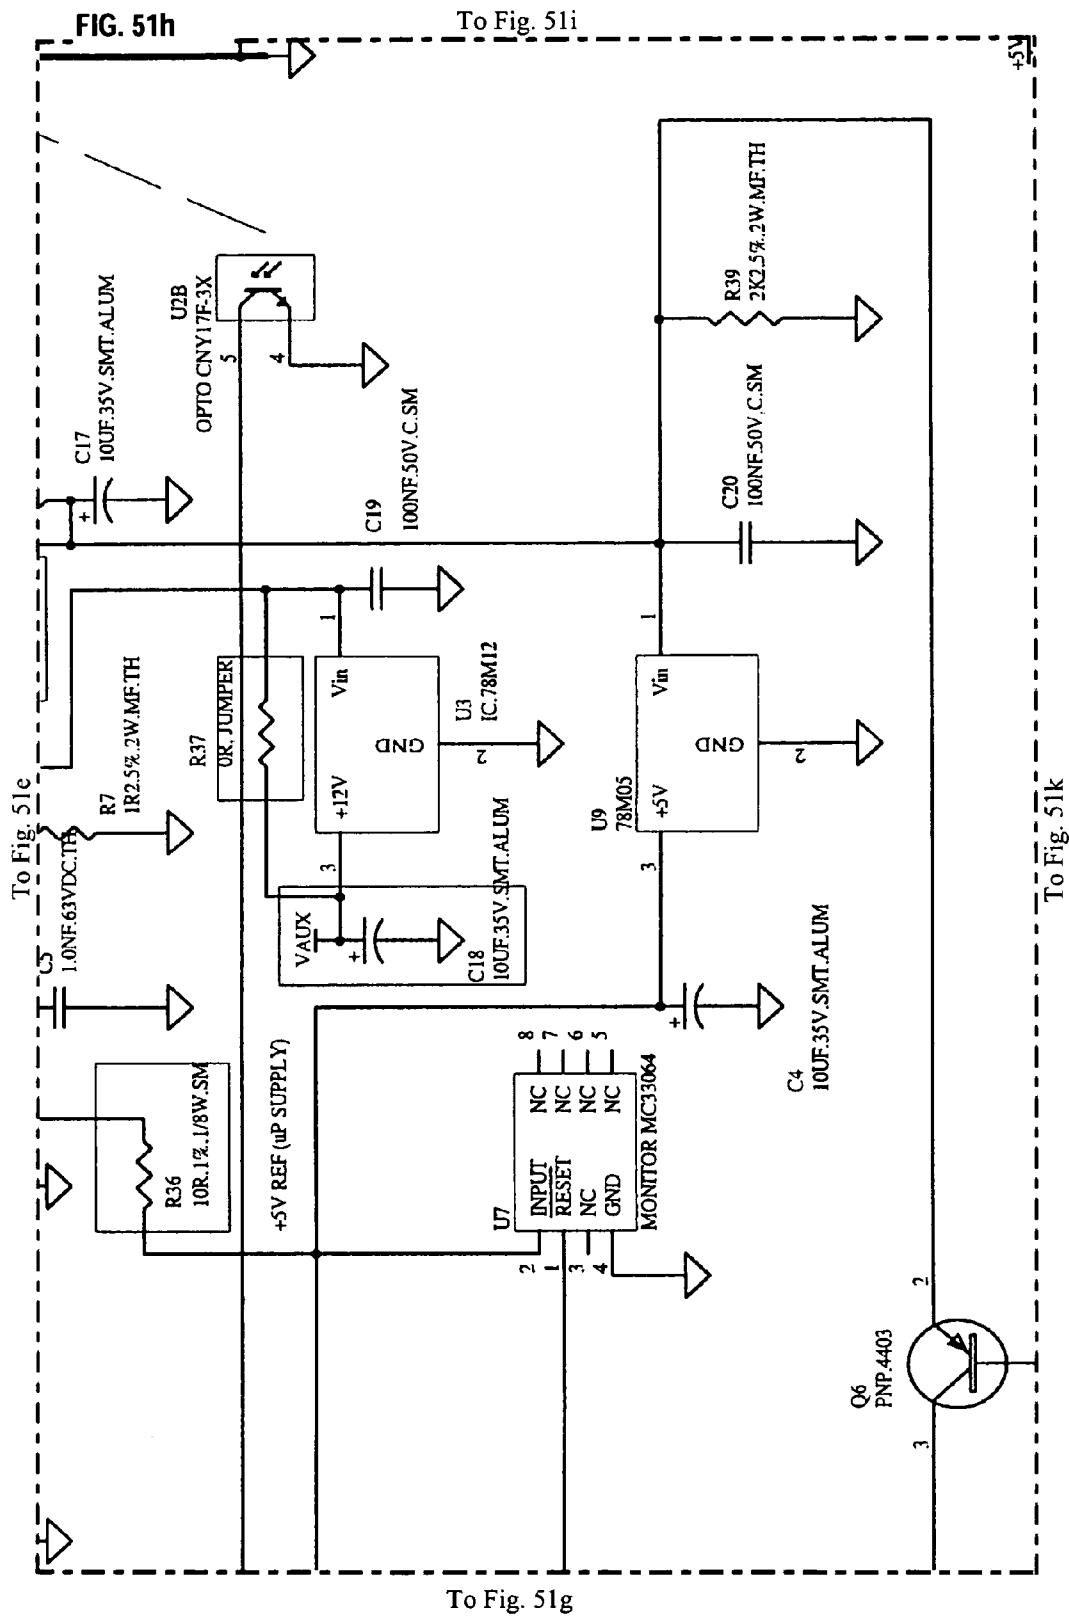 FIG. 51h
To Fig. 51i
+5V
R39
2K2.5%.2W.MF.TH
U2B
OPTO CNY17F-3X
5
4
C17
10UF.35V.SMT.ALUM
+
C19
100NF.50V.C.SM
C20
100NF.50V.C.SM
1
1
R7
1R2.5%.2W.MF.TH
R37
0R, JUMPER
Vin
GND
+12V
U3
IC.78M12
2
3
Vin
GND
+5V
U9
78M05
2
3
To Fig. 51e
To Fig. 51k
C5
1.0NF.63VDC.TH
VAUX
+
C18
10UF.35V.SMT.ALUM
+
C4
10UF.35V.SMT.ALUM
R36
10R.1%.1/8W.SM
+5V REF (uP SUPPLY)
8
7
6
5
NC
NC
NC
NC
U7
INPUT
RESET
NC
GND
MONITOR MC33064
2
1
3
4
2
Q6
PNP.4403
3
To Fig. 51g